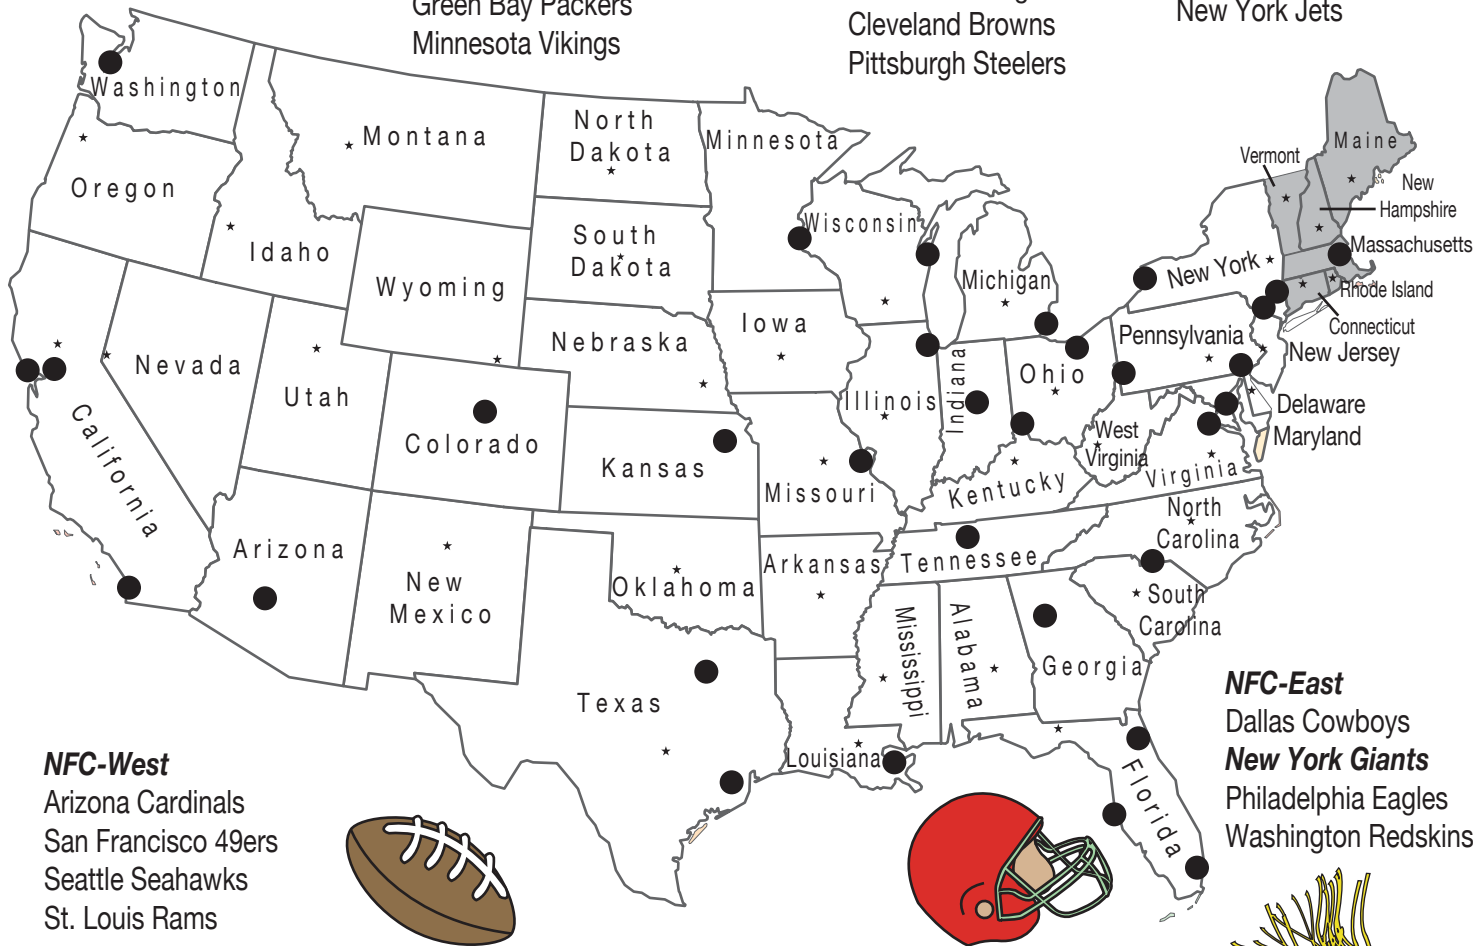 Green Bay Packers
Minnesota Vikings
Cleveland Browns
Pittsburgh Steelers
New York Jets
Washington
Oregon
Montana
Idaho
Wyoming
North
Dakota
South
Dakota
Minnesota
Wisconsin
Michigan
Nebraska
Iowa
Nevada
Utah
California
Colorado
Kansas
Illinois
Indiana
Ohio
Missouri
Kentucky
West
Virginia
Virginia
Pennsylvania
New York
Vermont
Maine
New
Hampshire
Massachusetts
Rhode Island
Connecticut
New Jersey
Delaware
Maryland
Arizona
New
Mexico
Oklahoma
Arkansas
Tennessee
North
Carolina
South
Carolina
Texas
Louisiana
Mississippi
Alabama
Georgia
Florida
NFC-West
Arizona Cardinals
San Francisco 49ers
Seattle Seahawks
St. Louis Rams
NFC-East
Dallas Cowboys
New York Giants
Philadelphia Eagles
Washington Redskins